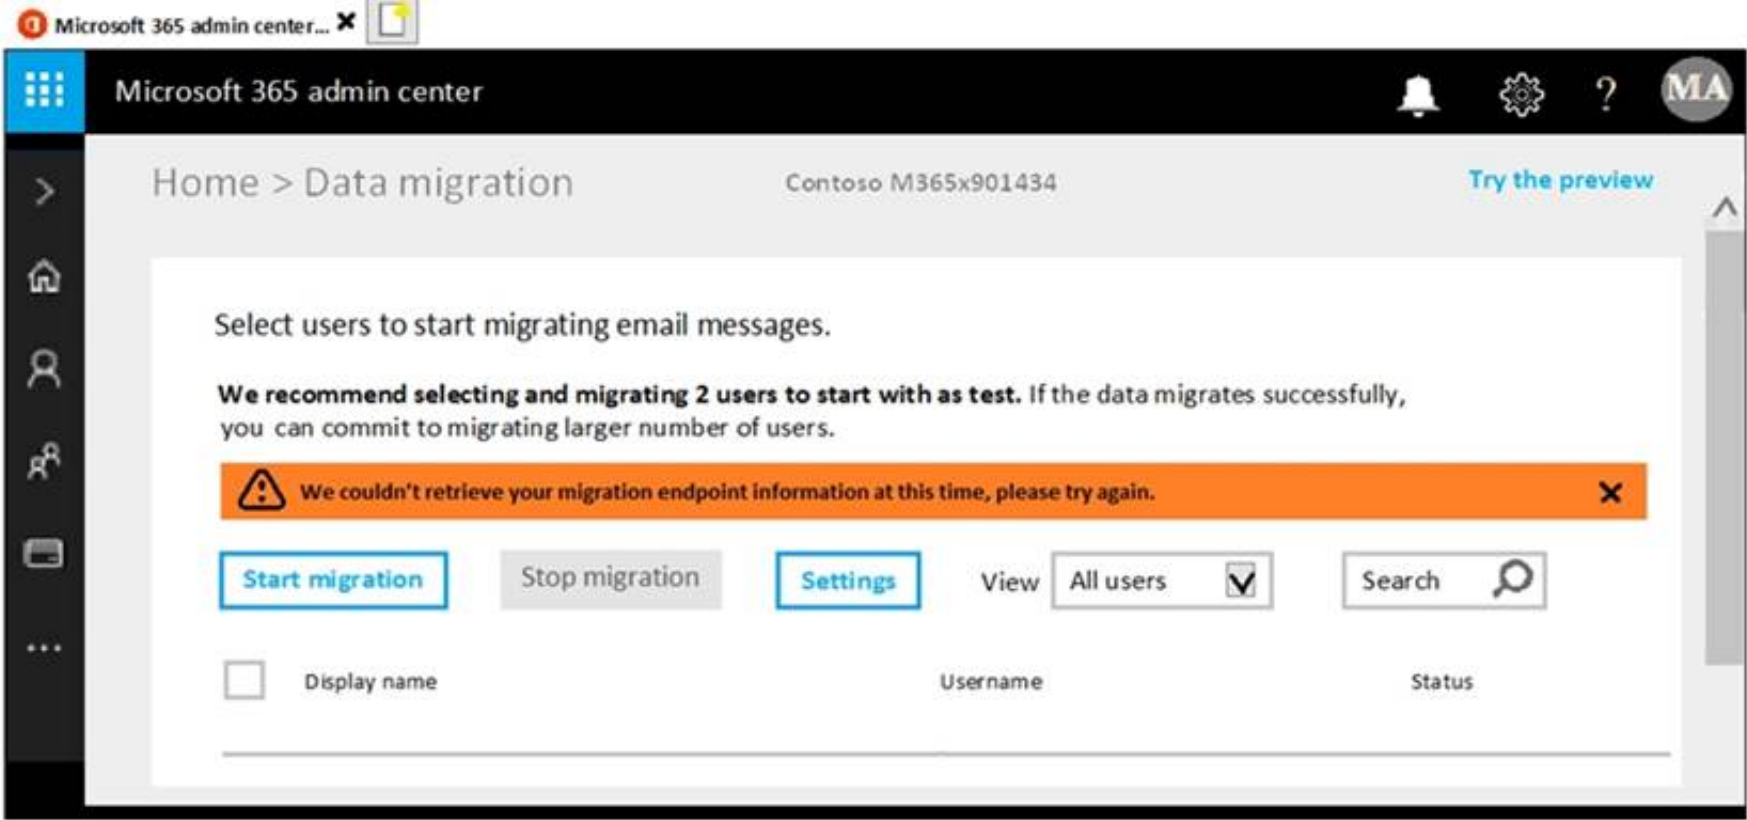 Microsoft 365 admin center...
Microsoft 365 admin center
?
MA
Home > Data migration
Contoso M365x901434
Try the preview
Select users to start migrating email messages.
We recommend selecting and migrating 2 users to start with as test. If the data migrates successfully,
you can commit to migrating larger number of users.
We couldn't retrieve your migration endpoint information at this time, please try again.
Start migration
Stop migration
Settings
View
All users
Search
Display name
Username
Status